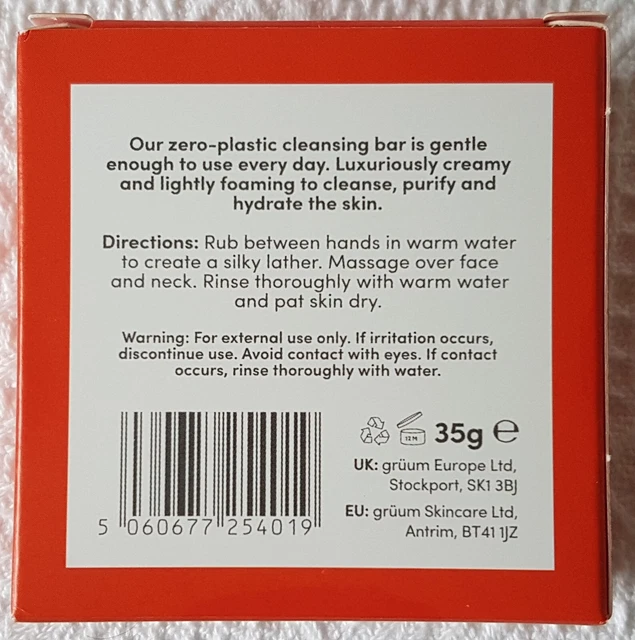 Our zero-plastic cleansing bar is gentle
enough to use every day. Luxuriously creamy
and lightly foaming to cleanse, purify and
hydrate the skin.
Directions: Rub between hands in warm water
to create a silky lather. Massage over face
and neck. Rinse thoroughly with warm water
and pat skin dry.
Warning: For external use only. If irritation occurs,
discontinue use. Avoid contact with eyes. If contact
occurs, rinse thoroughly with water.
12M
35g ℮
UK: grüum Europe Ltd,
Stockport, SK1 3BJ
EU: grüum Skincare Ltd,
Antrim, BT41 1JZ
5 060677 254019